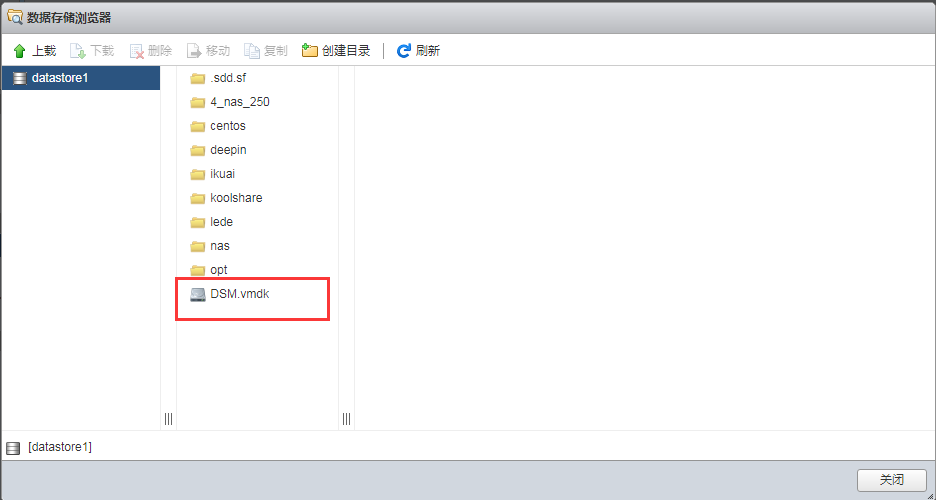 数据存储浏览器
上载 下载 删除 移动 复制 创建目录 刷新
datastore1
.sdd.sf
4_nas_250
centos
deepin
ikuai
koolshare
lede
nas
opt
DSM.vmdk
[datastore1]
关闭